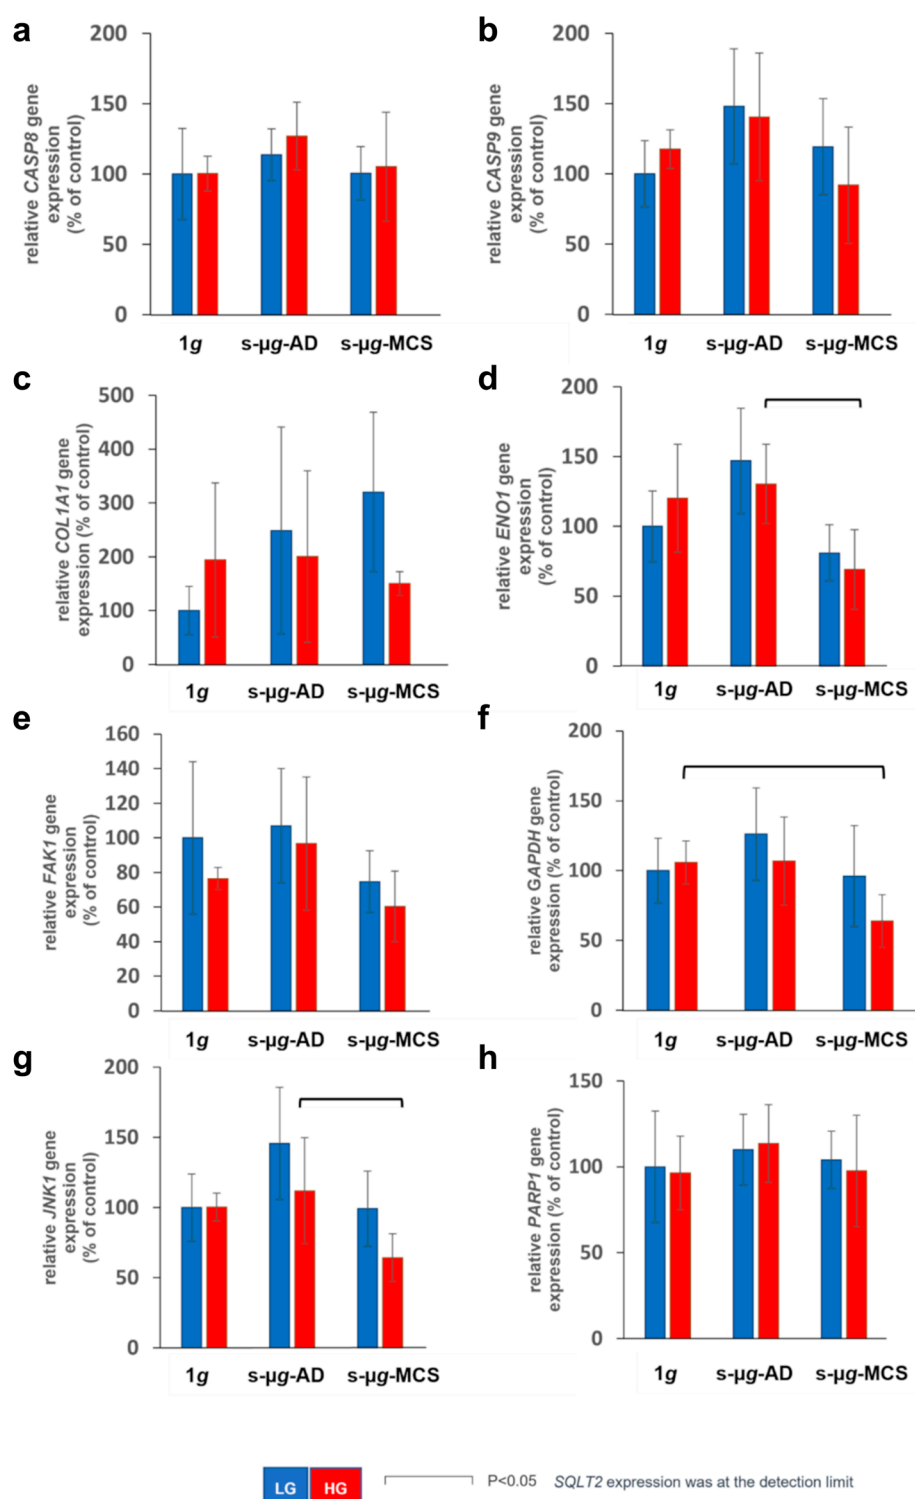 a
relative CASP8 gene
expression
(% of control)
200
150
100
50
0
1g s-µg-AD s-µg-MCS
b
relative CASP9 gene
expression
(% of control)
200
150
100
50
0
1g s-µg-AD s-µg-MCS
c
relative COL1A1 gene
expression (% of control)
500
400
300
200
100
0
1g s-µg-AD s-µg-MCS
d
relative ENO1 gene
expression
(% of control)
200
150
100
50
0
1g s-µg-AD s-µg-MCS
e
relative FAK1 gene
expression
(% of control)
160
140
120
100
80
60
40
20
0
1g s-µg-AD s-µg-MCS
f
relative GAPDH gene
expression (% of control)
200
150
100
50
0
1g s-µg-AD s-µg-MCS
g
relative JNK1 gene
expression
(% of control)
200
150
100
50
0
1g s-µg-AD s-µg-MCS
h
relative PARP1 gene
expression (% of control)
150
100
50
0
1g s-µg-AD s-µg-MCS
LG HG P<0.05 SQLT2 expression was at the detection limit